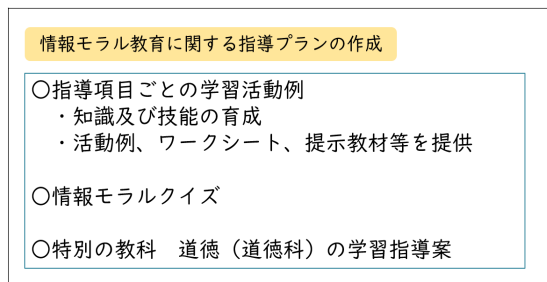 情報モラル教育に関する指導プランの作成
〇指導項目ごとの学習活動例
・知識及び技能の育成
・活動例、ワークシート、提示教材等を提供
〇情報モラルクイズ
〇特別の教科　道徳（道徳科）の学習指導案